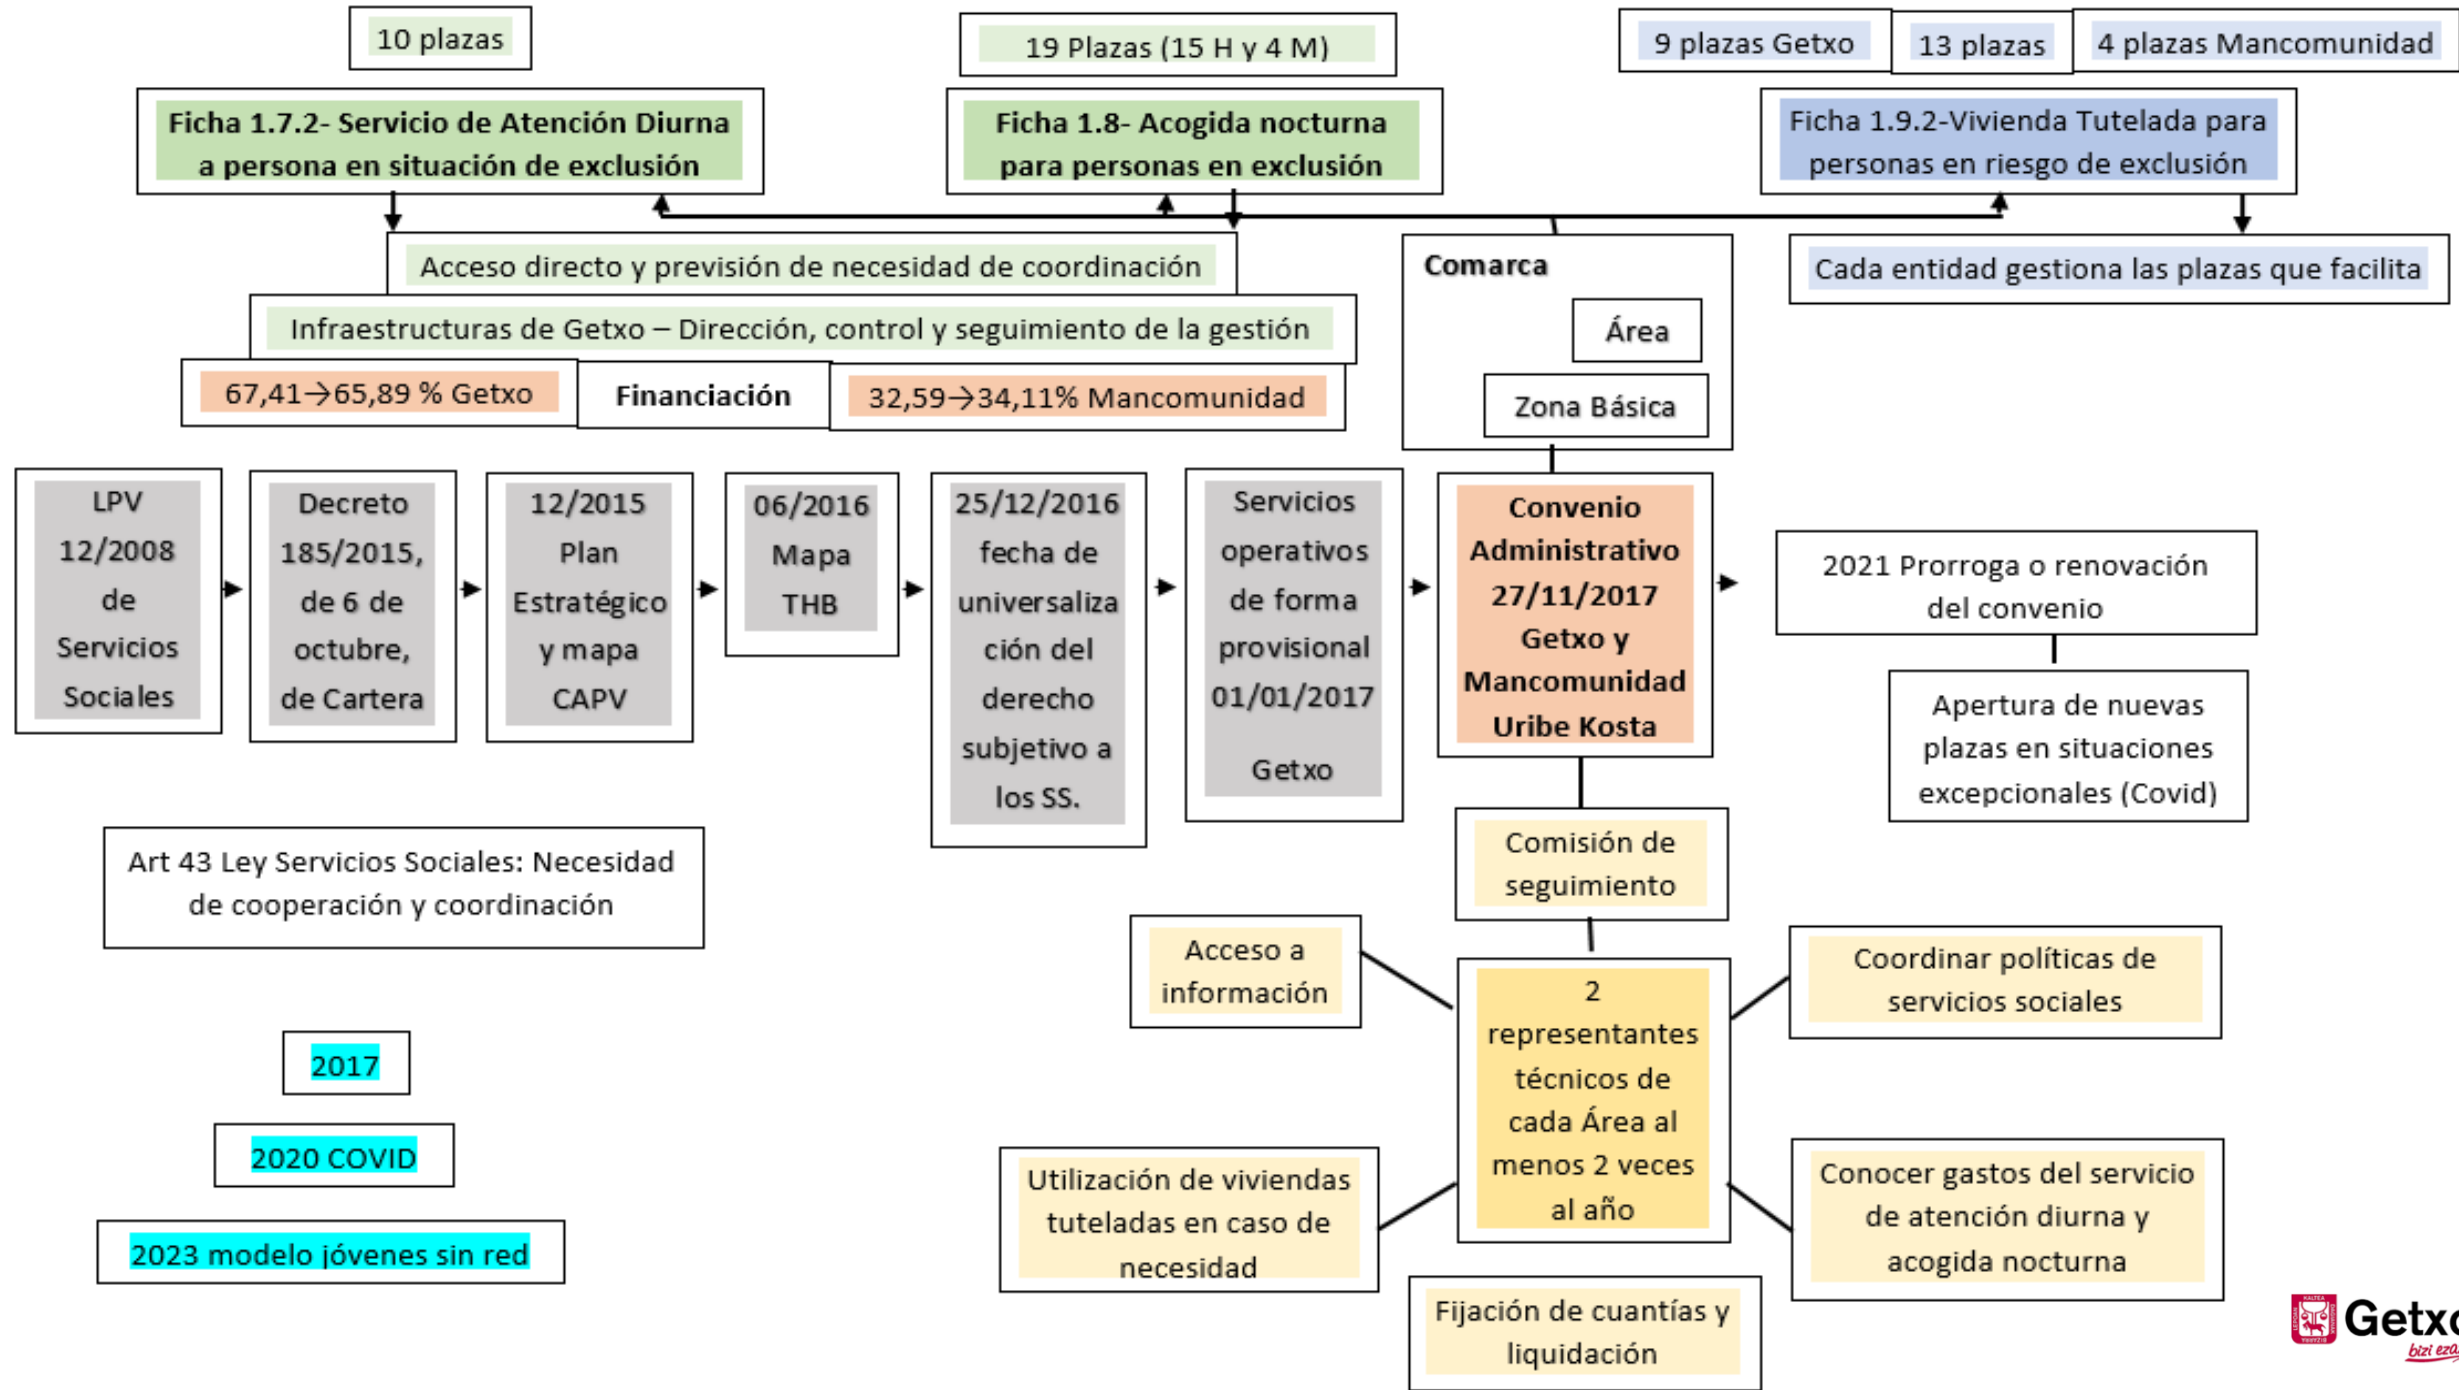 10 plazas
19 Plazas (15 H y 4 M)
9 plazas Getxo
13 plazas
4 plazas Mancomunidad
Ficha 1.7.2- Servicio de Atención Diurna
a persona en situación de exclusión
Ficha 1.8- Acogida nocturna
para personas en exclusión
Ficha 1.9.2-Vivienda Tutelada para
personas en riesgo de exclusión
Acceso directo y previsión de necesidad de coordinación
Comarca
Cada entidad gestiona las plazas que facilita
Infraestructuras de Getxo – Dirección, control y seguimiento de la gestión
Área
67,41→65,89 % Getxo
Financiación
32,59→34,11% Mancomunidad
Zona Básica
LPV
12/2008
de
Servicios
Sociales
Decreto
185/2015,
de 6 de
octubre,
de Cartera
12/2015
Plan
Estratégico
y mapa
CAPV
06/2016
Mapa
THB
25/12/2016
fecha de
universaliza
ción del
derecho
subjetivo a
los SS.
Servicios
operativos
de forma
provisional
01/01/2017
Getxo
Convenio
Administrativo
27/11/2017
Getxo y
Mancomunidad
Uribe Kosta
2021 Prorroga o renovación
del convenio
Apertura de nuevas
plazas en situaciones
excepcionales (Covid)
Art 43 Ley Servicios Sociales: Necesidad
de cooperación y coordinación
Comisión de
seguimiento
Acceso a
información
2
representantes
técnicos de
cada Área al
menos 2 veces
al año
Coordinar políticas de
servicios sociales
2017
2020 COVID
2023 modelo jóvenes sin red
Utilización de viviendas
tuteladas en caso de
necesidad
Conocer gastos del servicio
de atención diurna y
acogida nocturna
Fijación de cuantías y
liquidación
Getxo
bizi